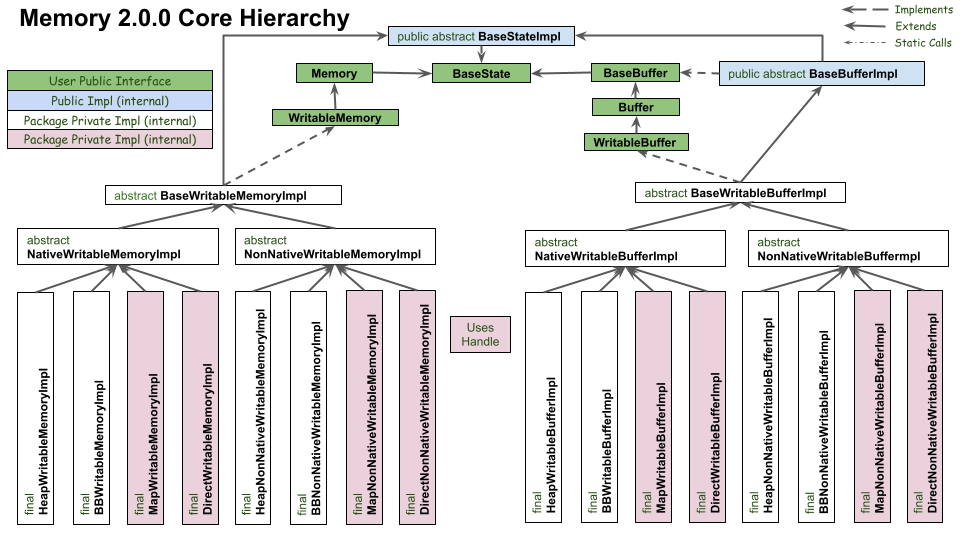 Memory 2.0.0 Core Hierarchy
Implements
Extends
Static Calls
public abstract BaseStateImpl
Memory
BaseState
BaseBuffer
public abstract BaseBufferImpl
User Public Interface
Public Impl (internal)
Package Private Impl (internal)
Package Private Impl (internal)
WritableMemory
Buffer
WritableBuffer
abstract BaseWritableMemoryImpl
abstract BaseWritableBufferImpl
abstract
NativeWritableMemoryImpl
abstract
NonNativeWritableMemoryImpl
abstract
NativeWritableBufferImpl
abstract
NonNativeWritableBuffermpl
final
HeapWritableMemoryImpl
final
BBWritableMemoryImpl
final
MapWritableMemoryImpl
final
DirectWritableMemoryImpl
final
HeapNonNativeWritableMemoryImpl
final
BBNonNativeWritableMemoryImpl
final
MapNonNativeWritableMemoryImpl
final
DirectNonNativeWritableMemoryImpl
Uses
Handle
final
HeapWritableBufferImpl
final
BBWritableBufferImpl
final
MapWritableBufferImpl
final
DirectWritableBufferImpl
final
HeapNonNativeWritableBufferImpl
final
BBNonNativeWritableBufferImpl
final
MapNonNativeWritableBufferImpl
final
DirectNonNativeWritableBufferImpl